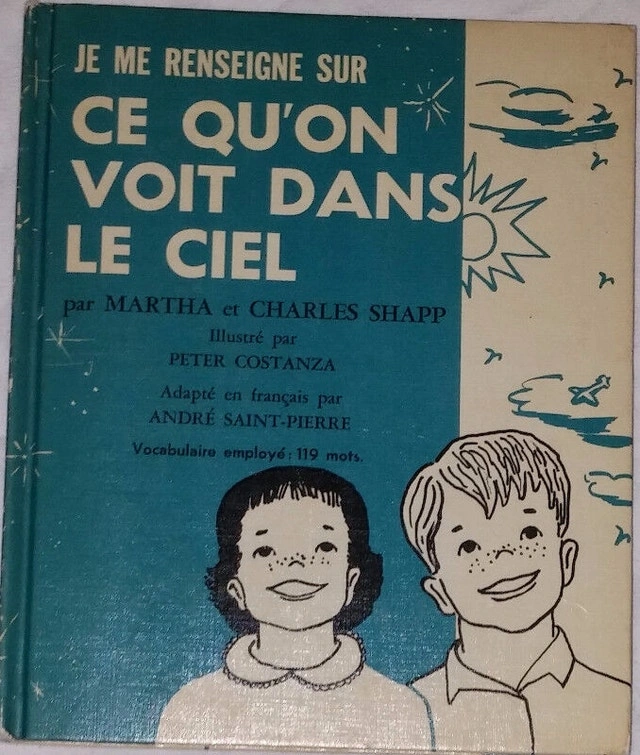 JE ME RENSEIGNE SUR
CE QU'ON
VOIT DANS
LE CIEL
par MARTHA et CHARLES SHAPP
Illustré par
PETER COSTANZA
Adapté en français par
ANDRÉ SAINT-PIERRE
Vocabulaire employé: 119 mots.